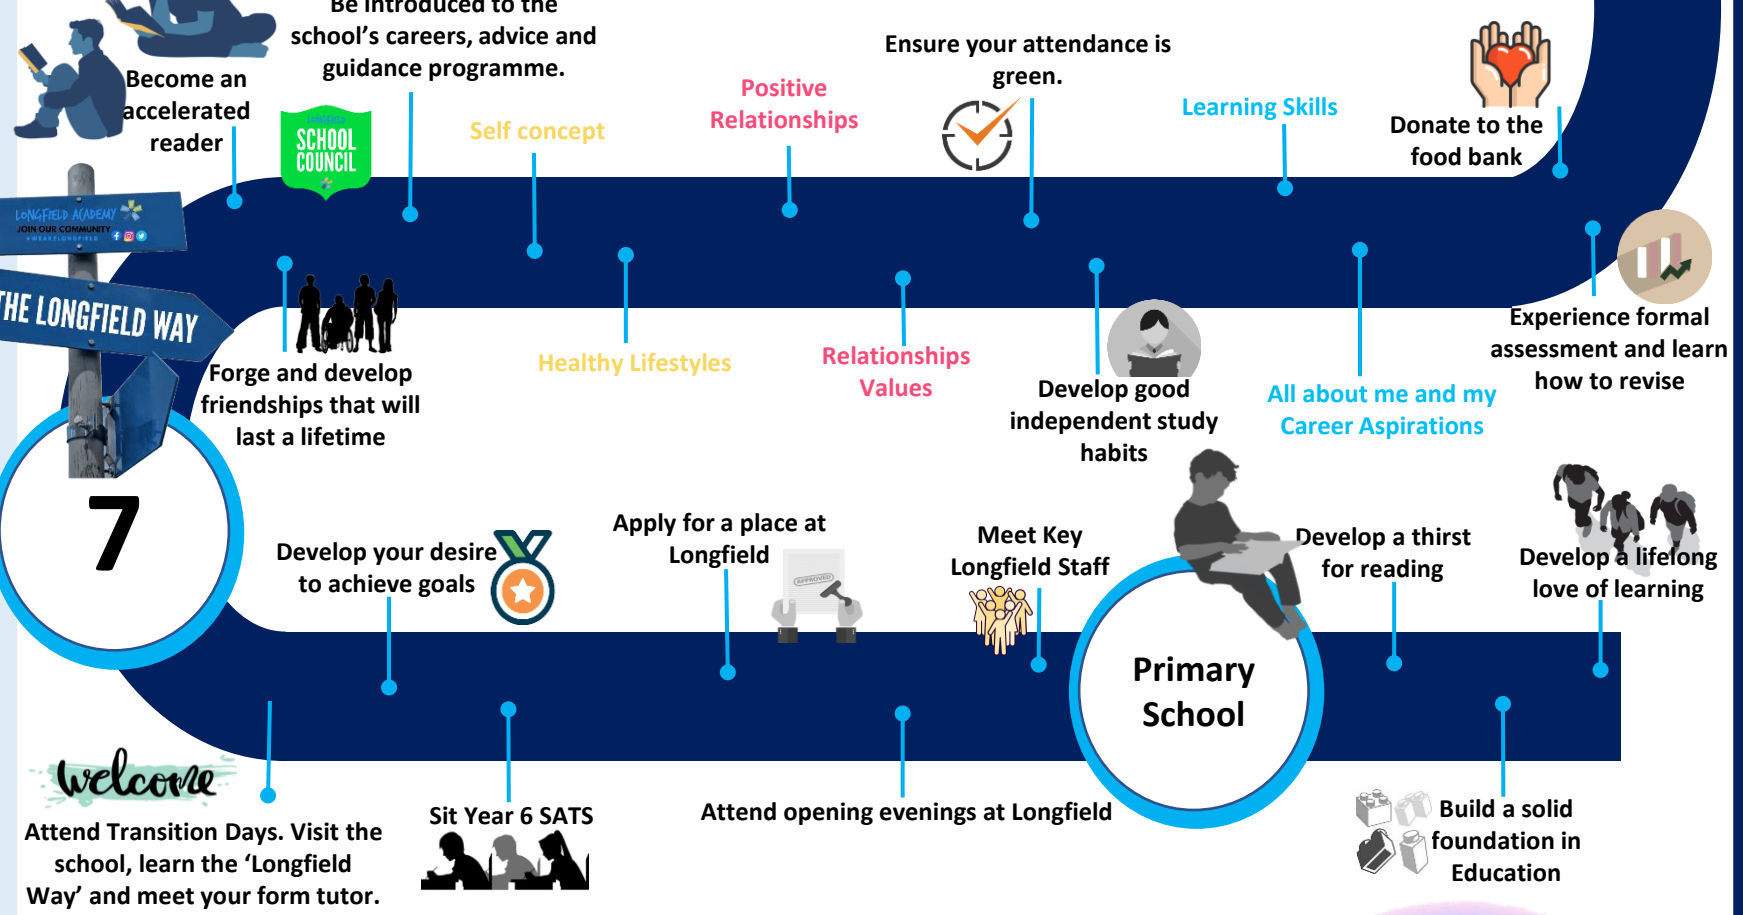 Be introduced to the
school's careers, advice and
guidance programme.
Become an
accelerated
reader
LONGFIELD
SCHOOL
COUNCIL
Self concept
Positive
Relationships
Ensure your attendance is
green.
Learning Skills
Donate to the
food bank
LONGFIELD ACADEMY
JOIN OUR COMMUNITY
#WEARELONGFIELD
THE LONGFIELD WAY
Forge and develop
friendships that will
last a lifetime
Healthy Lifestyles
Relationships
Values
Develop good
independent study
habits
All about me and my
Career Aspirations
Experience formal
assessment and learn
how to revise
7
Develop your desire
to achieve goals
Apply for a place at
Longfield
APPROVED
Meet Key
Longfield Staff
Primary
School
Develop a thirst
for reading
Develop a lifelong
love of learning
welcome
Attend Transition Days. Visit the
school, learn the ‘Longfield
Way’ and meet your form tutor.
Sit Year 6 SATS
Attend opening evenings at Longfield
Build a solid
foundation in
Education